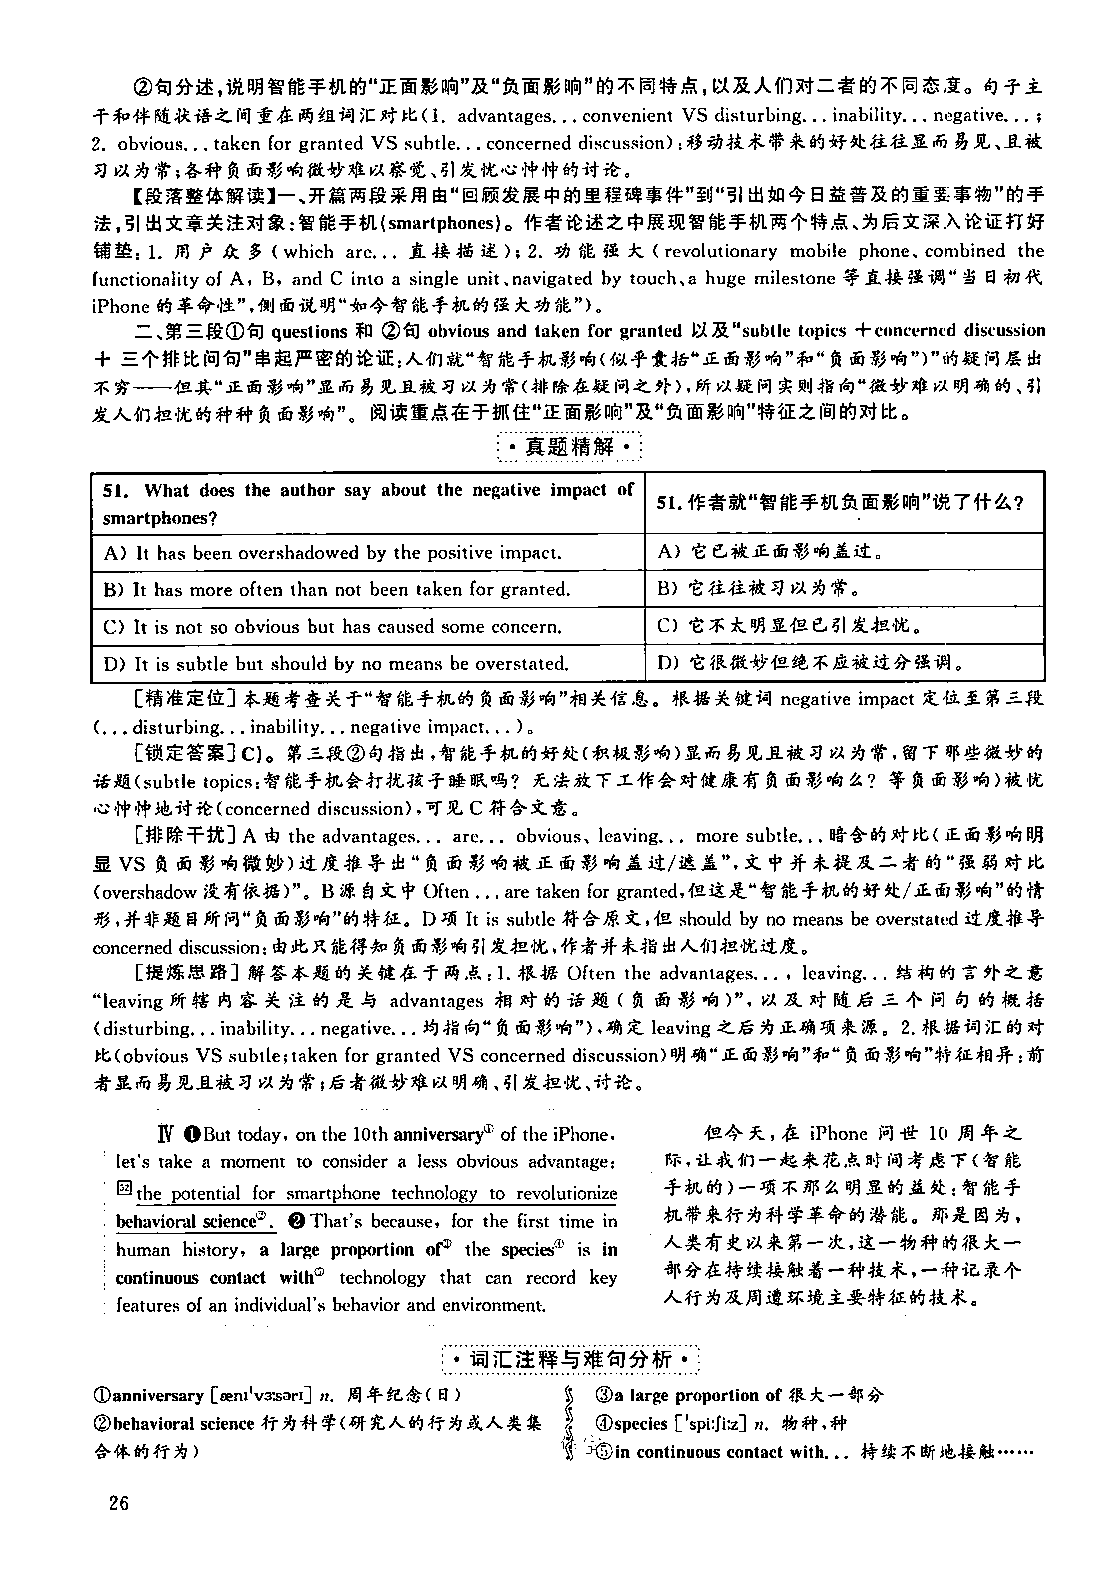 ②句分述,说明智能手机的“正面影响”及“负面影响”的不同特点,以及人们对二者的不同态度。句子主
干和伴随状语之间重在两组词汇对比(1. advantages... convenient VS disturbing... inability... negative...;
2. obvious... taken for granted VS subtle... concerned discussion):移动技术带来的好处往往显而易见、且被
习以为常;各种负面影响微妙难以察觉、引发忧心忡忡的讨论。
【段落整体解读】一、开篇两段采用由“回顾发展中的里程碑事件”到“引出如今日益普及的重要事物”的手
法,引出文章关注对象:智能手机(smartphones)。作者论述之中展现智能手机两个特点、为后文深入论证打好
铺垫:1. 用户众多(which are... 直接描述);2. 功能强大(revolutionary mobile phone、combined the
functionality of A, B, and C into a single unit、navigated by touch、a huge milestone 等直接强调“当日初代
iPhone 的革命性”,侧面说明“如今智能手机的强大功能”)。
二、第三段①句 questions 和 ②句 obvious and taken for granted 以及“subtle topics ＋concerned discussion
＋ 三个排比问句”串起严密的论证:人们就“智能手机影响(似乎囊括“正面影响”和“负面影响”)”的疑问层出
不穷——但其“正面影响”显而易见且被习以为常(排除在疑问之外),所以疑问实则指向“微妙难以明确的、引
发人们担忧的种种负面影响”。阅读重点在于抓住“正面影响”及“负面影响”特征之间的对比。
·真题精解·
51. What does the author say about the negative impact of
smartphones?
51.作者就“智能手机负面影响”说了什么?
A) It has been overshadowed by the positive impact.
A) 它已被正面影响盖过。
B) It has more often than not been taken for granted.
B) 它往往被习以为常。
C) It is not so obvious but has caused some concern.
C) 它不太明显但已引发担忧。
D) It is subtle but should by no means be overstated.
D) 它很微妙但绝不应被过分强调。
[精准定位]本题考查关于“智能手机的负面影响”相关信息。根据关键词 negative impact 定位至第三段
(...disturbing... inability... negative impact...)。
[锁定答案]C)。第三段②句指出,智能手机的好处(积极影响)显而易见且被习以为常,留下那些微妙的
话题(subtle topics:智能手机会打扰孩子睡眠吗?无法放下工作会对健康有负面影响么?等负面影响)被忧
心忡忡地讨论(concerned discussion),可见 C 符合文意。
[排除干扰]A 由 the advantages... are... obvious、leaving... more subtle...暗含的对比(正面影响明
显 VS 负面影响微妙)过度推导出“负面影响被正面影响盖过/遮盖”,文中并未提及二者的“强弱对比
(overshadow 没有依据)”。B 源自文中 Often ... are taken for granted,但这是“智能手机的好处/正面影响”的情
形,并非题目所问“负面影响”的特征。D 项 It is subtle 符合原文,但 should by no means be overstated 过度推导
concerned discussion:由此只能得知负面影响引发担忧,作者并未指出人们担忧过度。
[提炼思路]解答本题的关键在于两点:1. 根据 Often the advantages..., leaving... 结构的言外之意
“leaving 所辖内容关注的是与 advantages 相对的话题(负面影响)”,以及对随后三个问句的概括
(disturbing... inability... negative...均指向“负面影响”),确定 leaving 之后为正确项来源。2. 根据词汇的对
比(obvious VS subtle;taken for granted VS concerned discussion)明确“正面影响”和“负面影响”特征相异:前
者显而易见且被习以为常;后者微妙难以明确、引发担忧、讨论。
Ⅳ ❶But today, on the 10th anniversary① of the iPhone,
let's take a moment to consider a less obvious advantage:
52 the potential for smartphone technology to revolutionize
behavioral science②. ❷That's because, for the first time in
human history, a large proportion of③ the species④ is in
continuous contact with⑤ technology that can record key
features of an individual's behavior and environment.
但今天,在 iPhone 问世 10 周年之
际,让我们一起来花点时间考虑下(智能
手机的)一项不那么明显的益处:智能手
机带来行为科学革命的潜能。那是因为,
人类有史以来第一次,这一物种的很大一
部分在持续接触着一种技术,一种记录个
人行为及周遭环境主要特征的技术。
·词汇注释与难句分析·
①anniversary [ˌænɪˈvɜːsərɪ] n. 周年纪念(日)
②behavioral science 行为科学(研究人的行为或人类集
合体的行为)
③a large proportion of 很大一部分
④species [ˈspiːʃiːz] n. 物种,种
⑤in continuous contact with... 持续不断地接触……
26